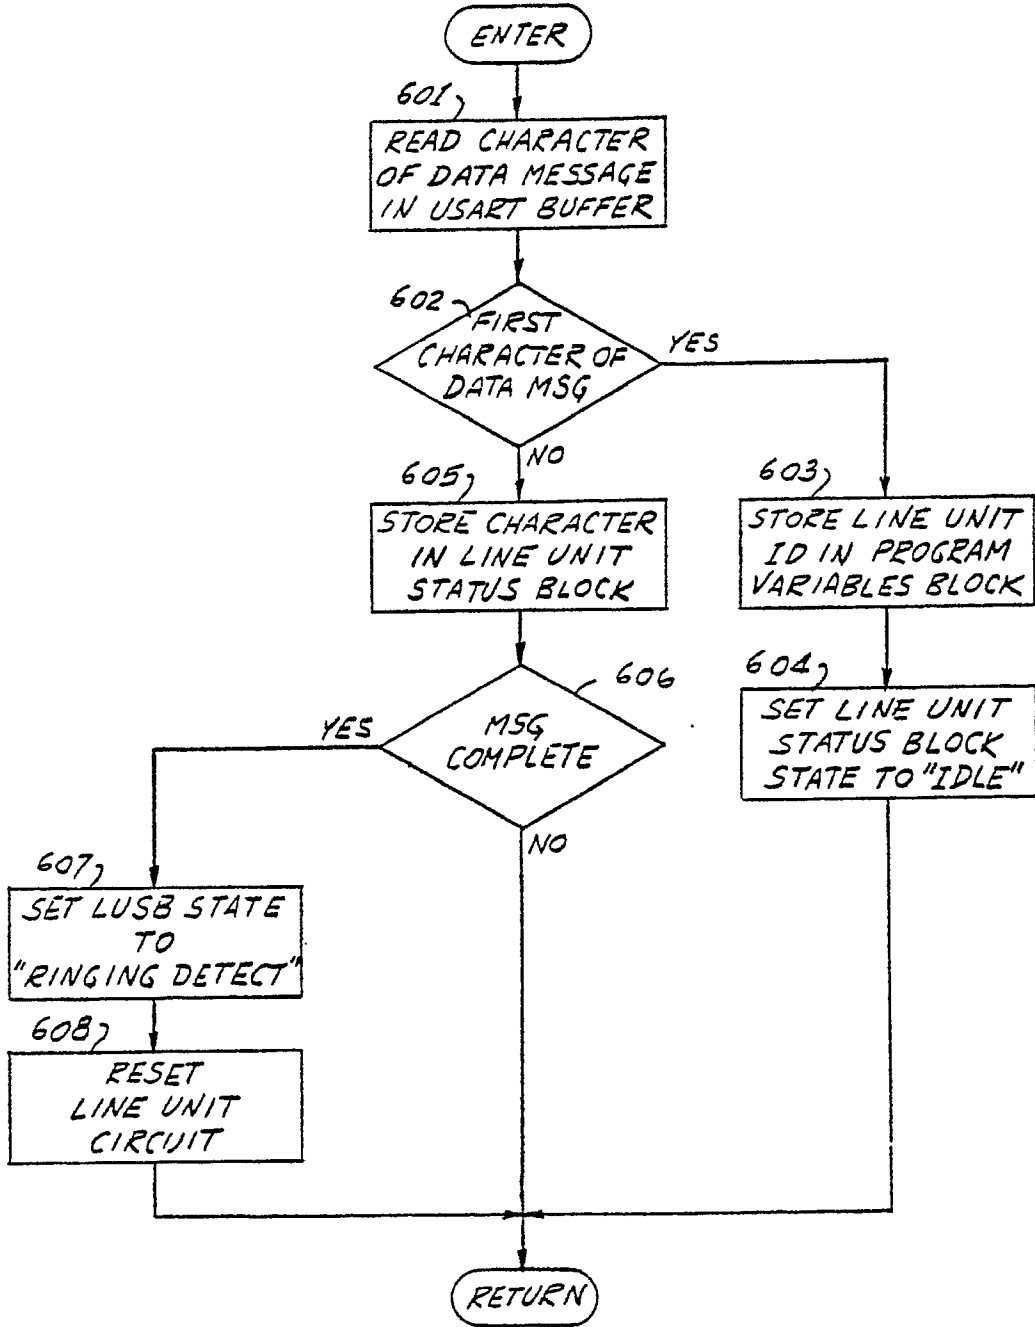 ENTER
601
READ CHARACTER
OF DATA MESSAGE
IN USART BUFFER
602
FIRST
CHARACTER OF
DATA MSG
YES
NO
605
STORE CHARACTER
IN LINE UNIT
STATUS BLOCK
603
STORE LINE UNIT
ID IN PROGRAM
VARIABLES BLOCK
604
SET LINE UNIT
STATUS BLOCK
STATE TO "IDLE"
606
MSG
COMPLETE
YES
NO
607
SET LUSB STATE
TO
"RINGING DETECT"
608
RESET
LINE UNIT
CIRCUIT
RETURN